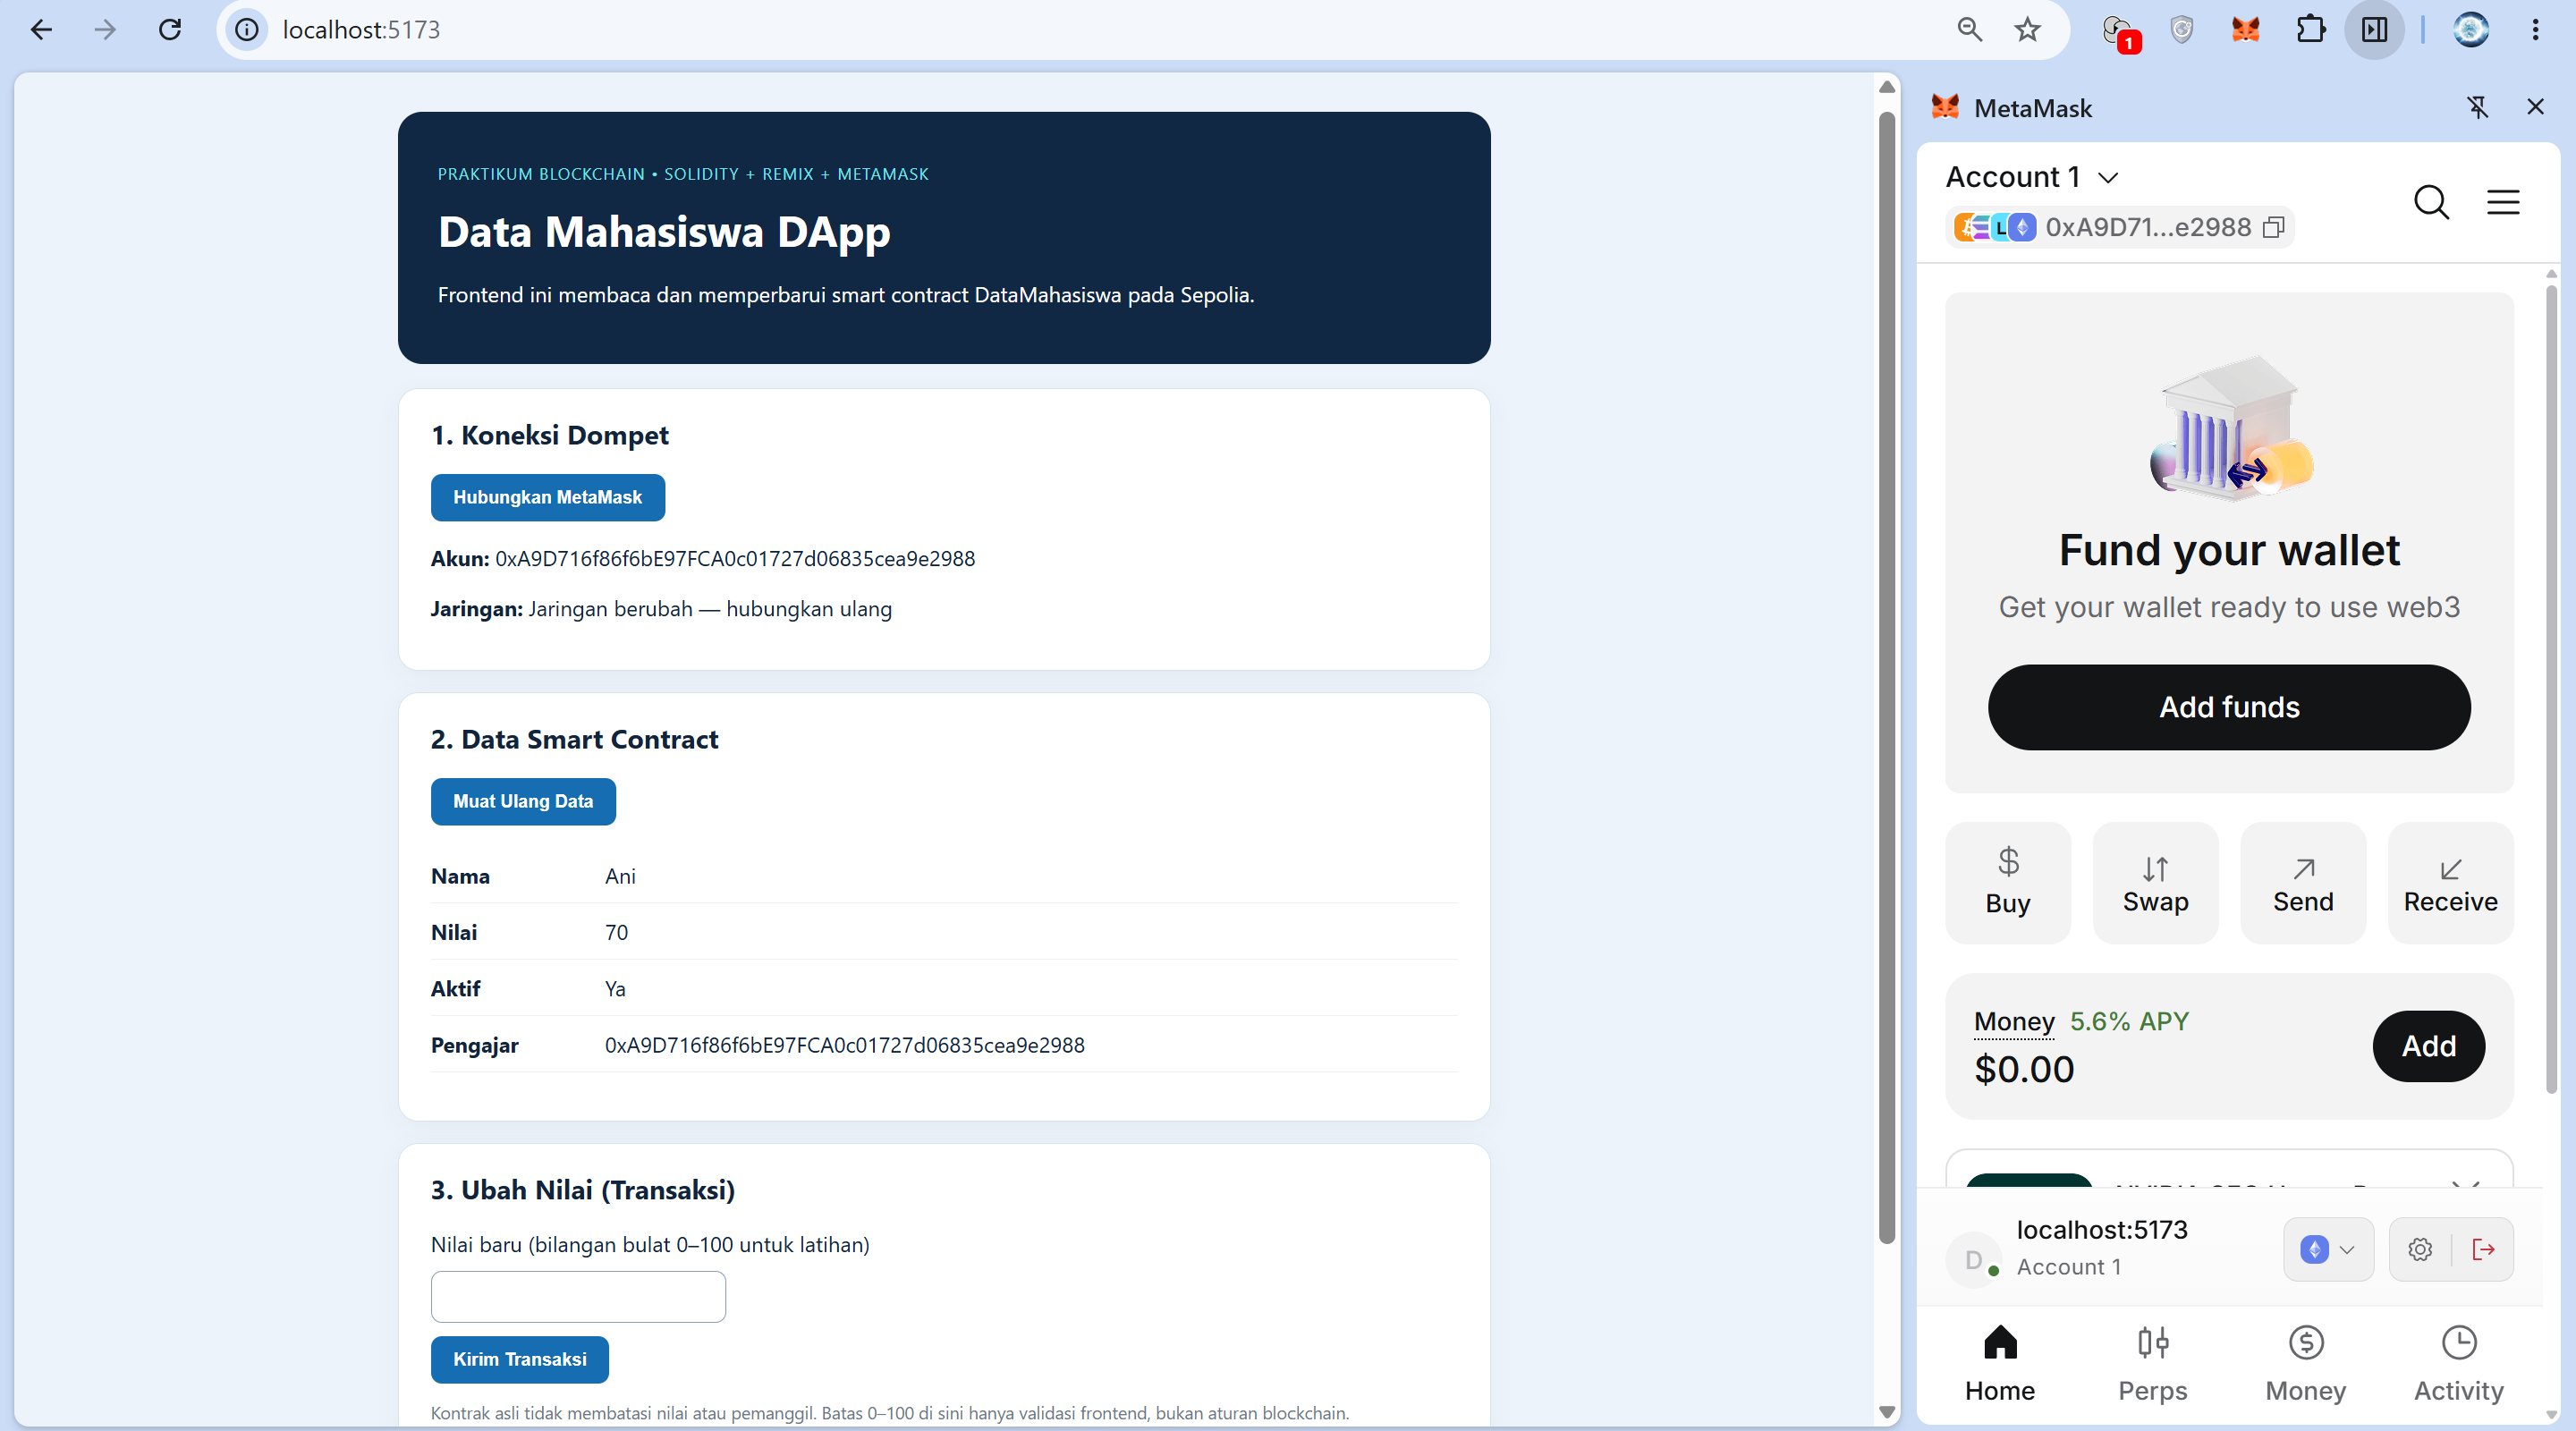 localhost:5173
1
PRAKTIKUM BLOCKCHAIN • SOLIDITY + REMIX + METAMASK
Data Mahasiswa DApp
Frontend ini membaca dan memperbarui smart contract DataMahasiswa pada Sepolia.
1. Koneksi Dompet
Hubungkan MetaMask
Akun: 0xA9D716f86f6bE97FCA0c01727d06835cea9e2988
Jaringan: Jaringan berubah — hubungkan ulang
2. Data Smart Contract
Muat Ulang Data
Nama Ani
Nilai 70
Aktif Ya
Pengajar 0xA9D716f86f6bE97FCA0c01727d06835cea9e2988
3. Ubah Nilai (Transaksi)
Nilai baru (bilangan bulat 0–100 untuk latihan)
Kirim Transaksi
Kontrak asli tidak membatasi nilai atau pemanggil. Batas 0–100 di sini hanya validasi frontend, bukan aturan blockchain.
MetaMask
Account 1
0xA9D71...e2988
Fund your wallet
Get your wallet ready to use web3
Add funds
Buy
Swap
Send
Receive
Money 5.6% APY
$0.00
Add
D
localhost:5173
Account 1
Home
Perps
Money
Activity